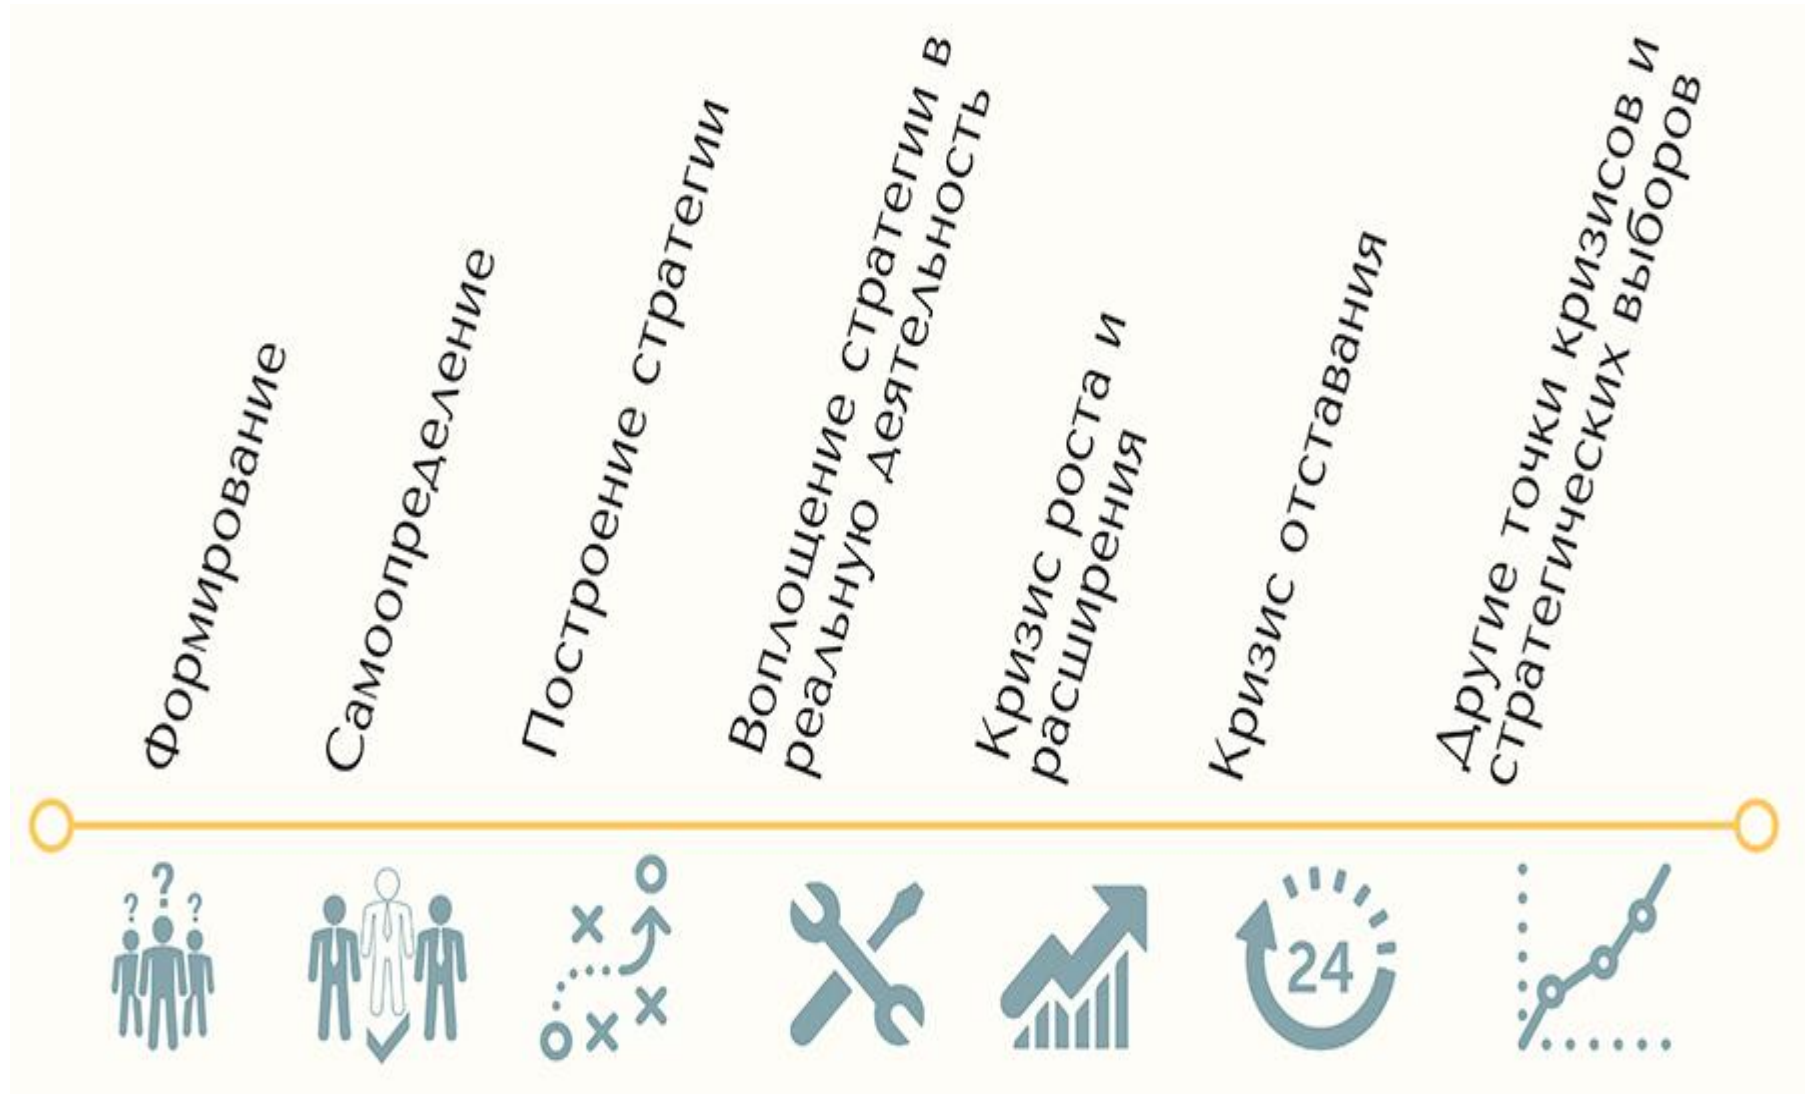 Формирование
Самоопределение
Построение стратегии
Воплощение стратегии в
реальную деятельность
Кризис роста и
расширения
Кризис отставания
Другие точки кризисов и
стратегических выборов
? ? ?
24